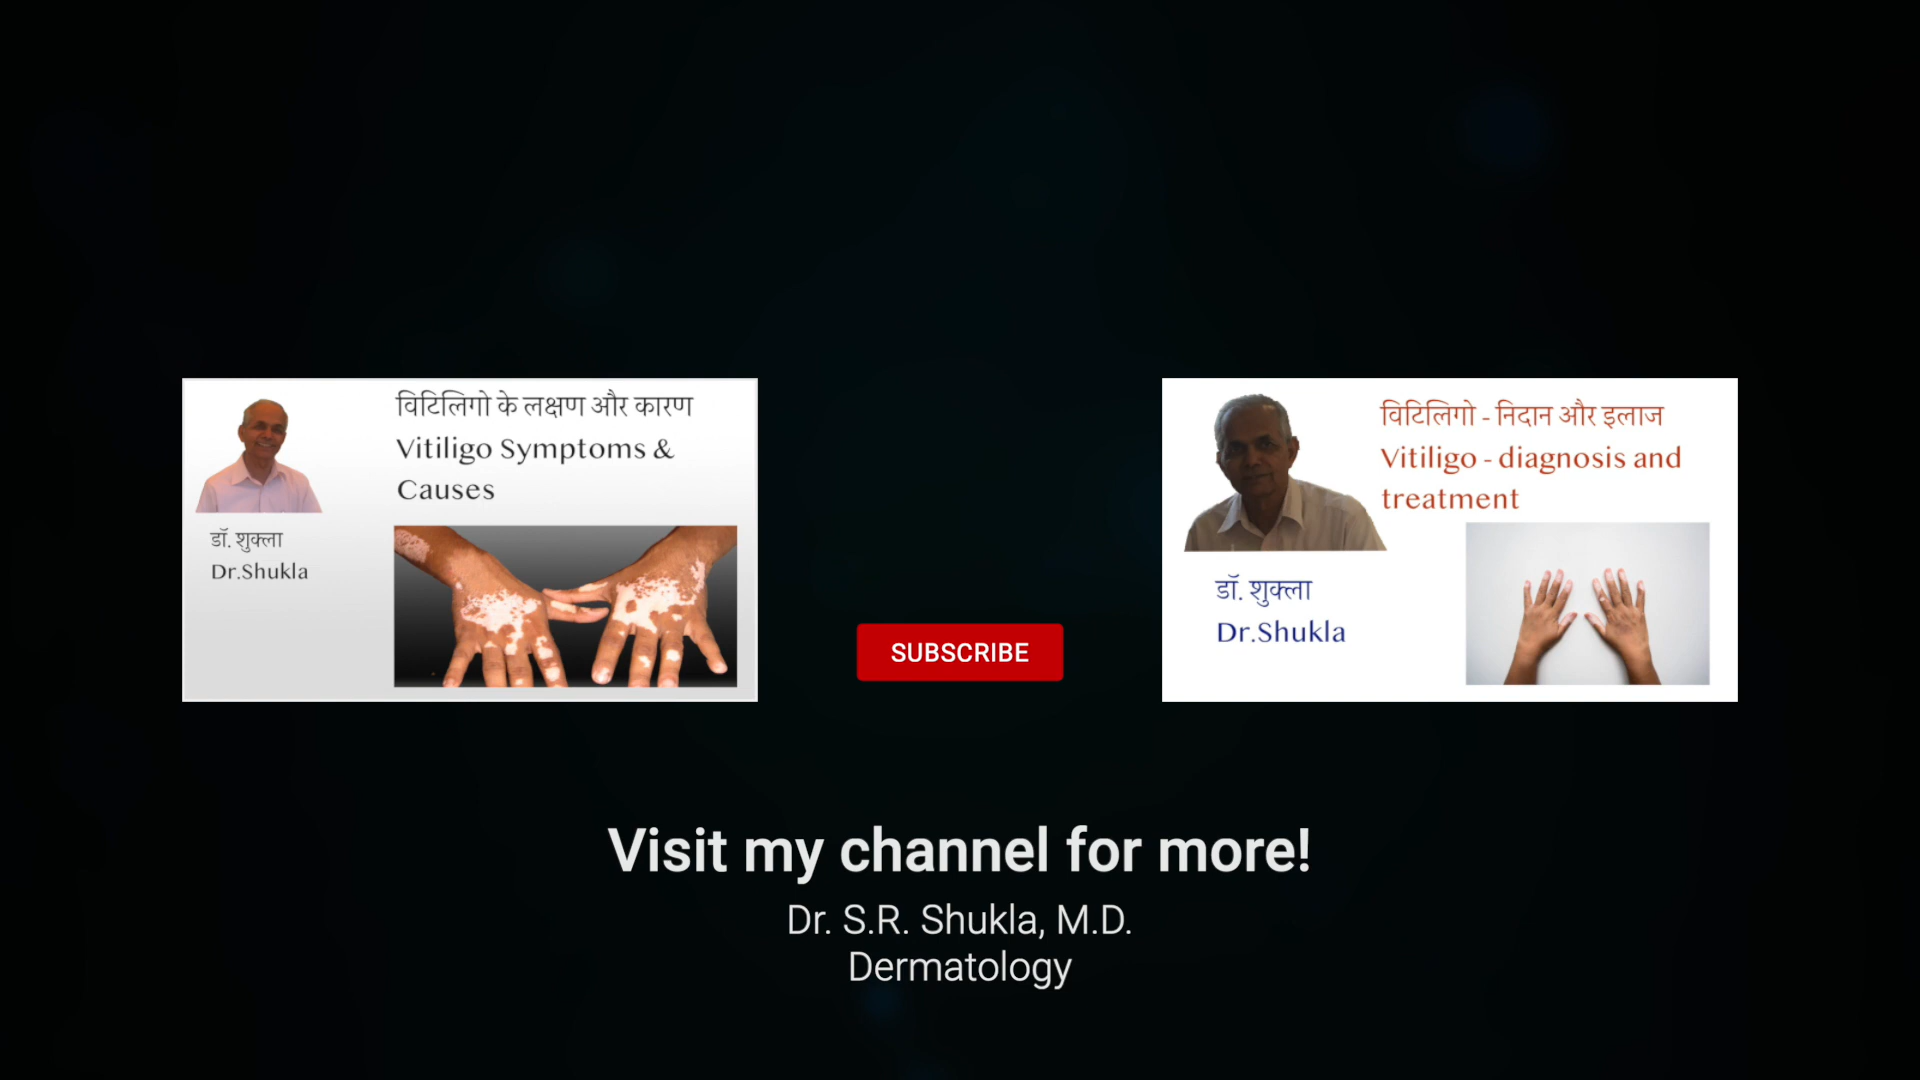 विटिलिगो के लक्षण और कारण
Vitiligo Symptoms &
Causes
डॉ. शुक्ला
Dr.Shukla
विटिलिगो - निदान और इलाज
Vitiligo - diagnosis and
treatment
डॉ. शुक्ला
Dr.Shukla
SUBSCRIBE
Visit my channel for more!
Dr. S.R. Shukla, M.D.
Dermatology